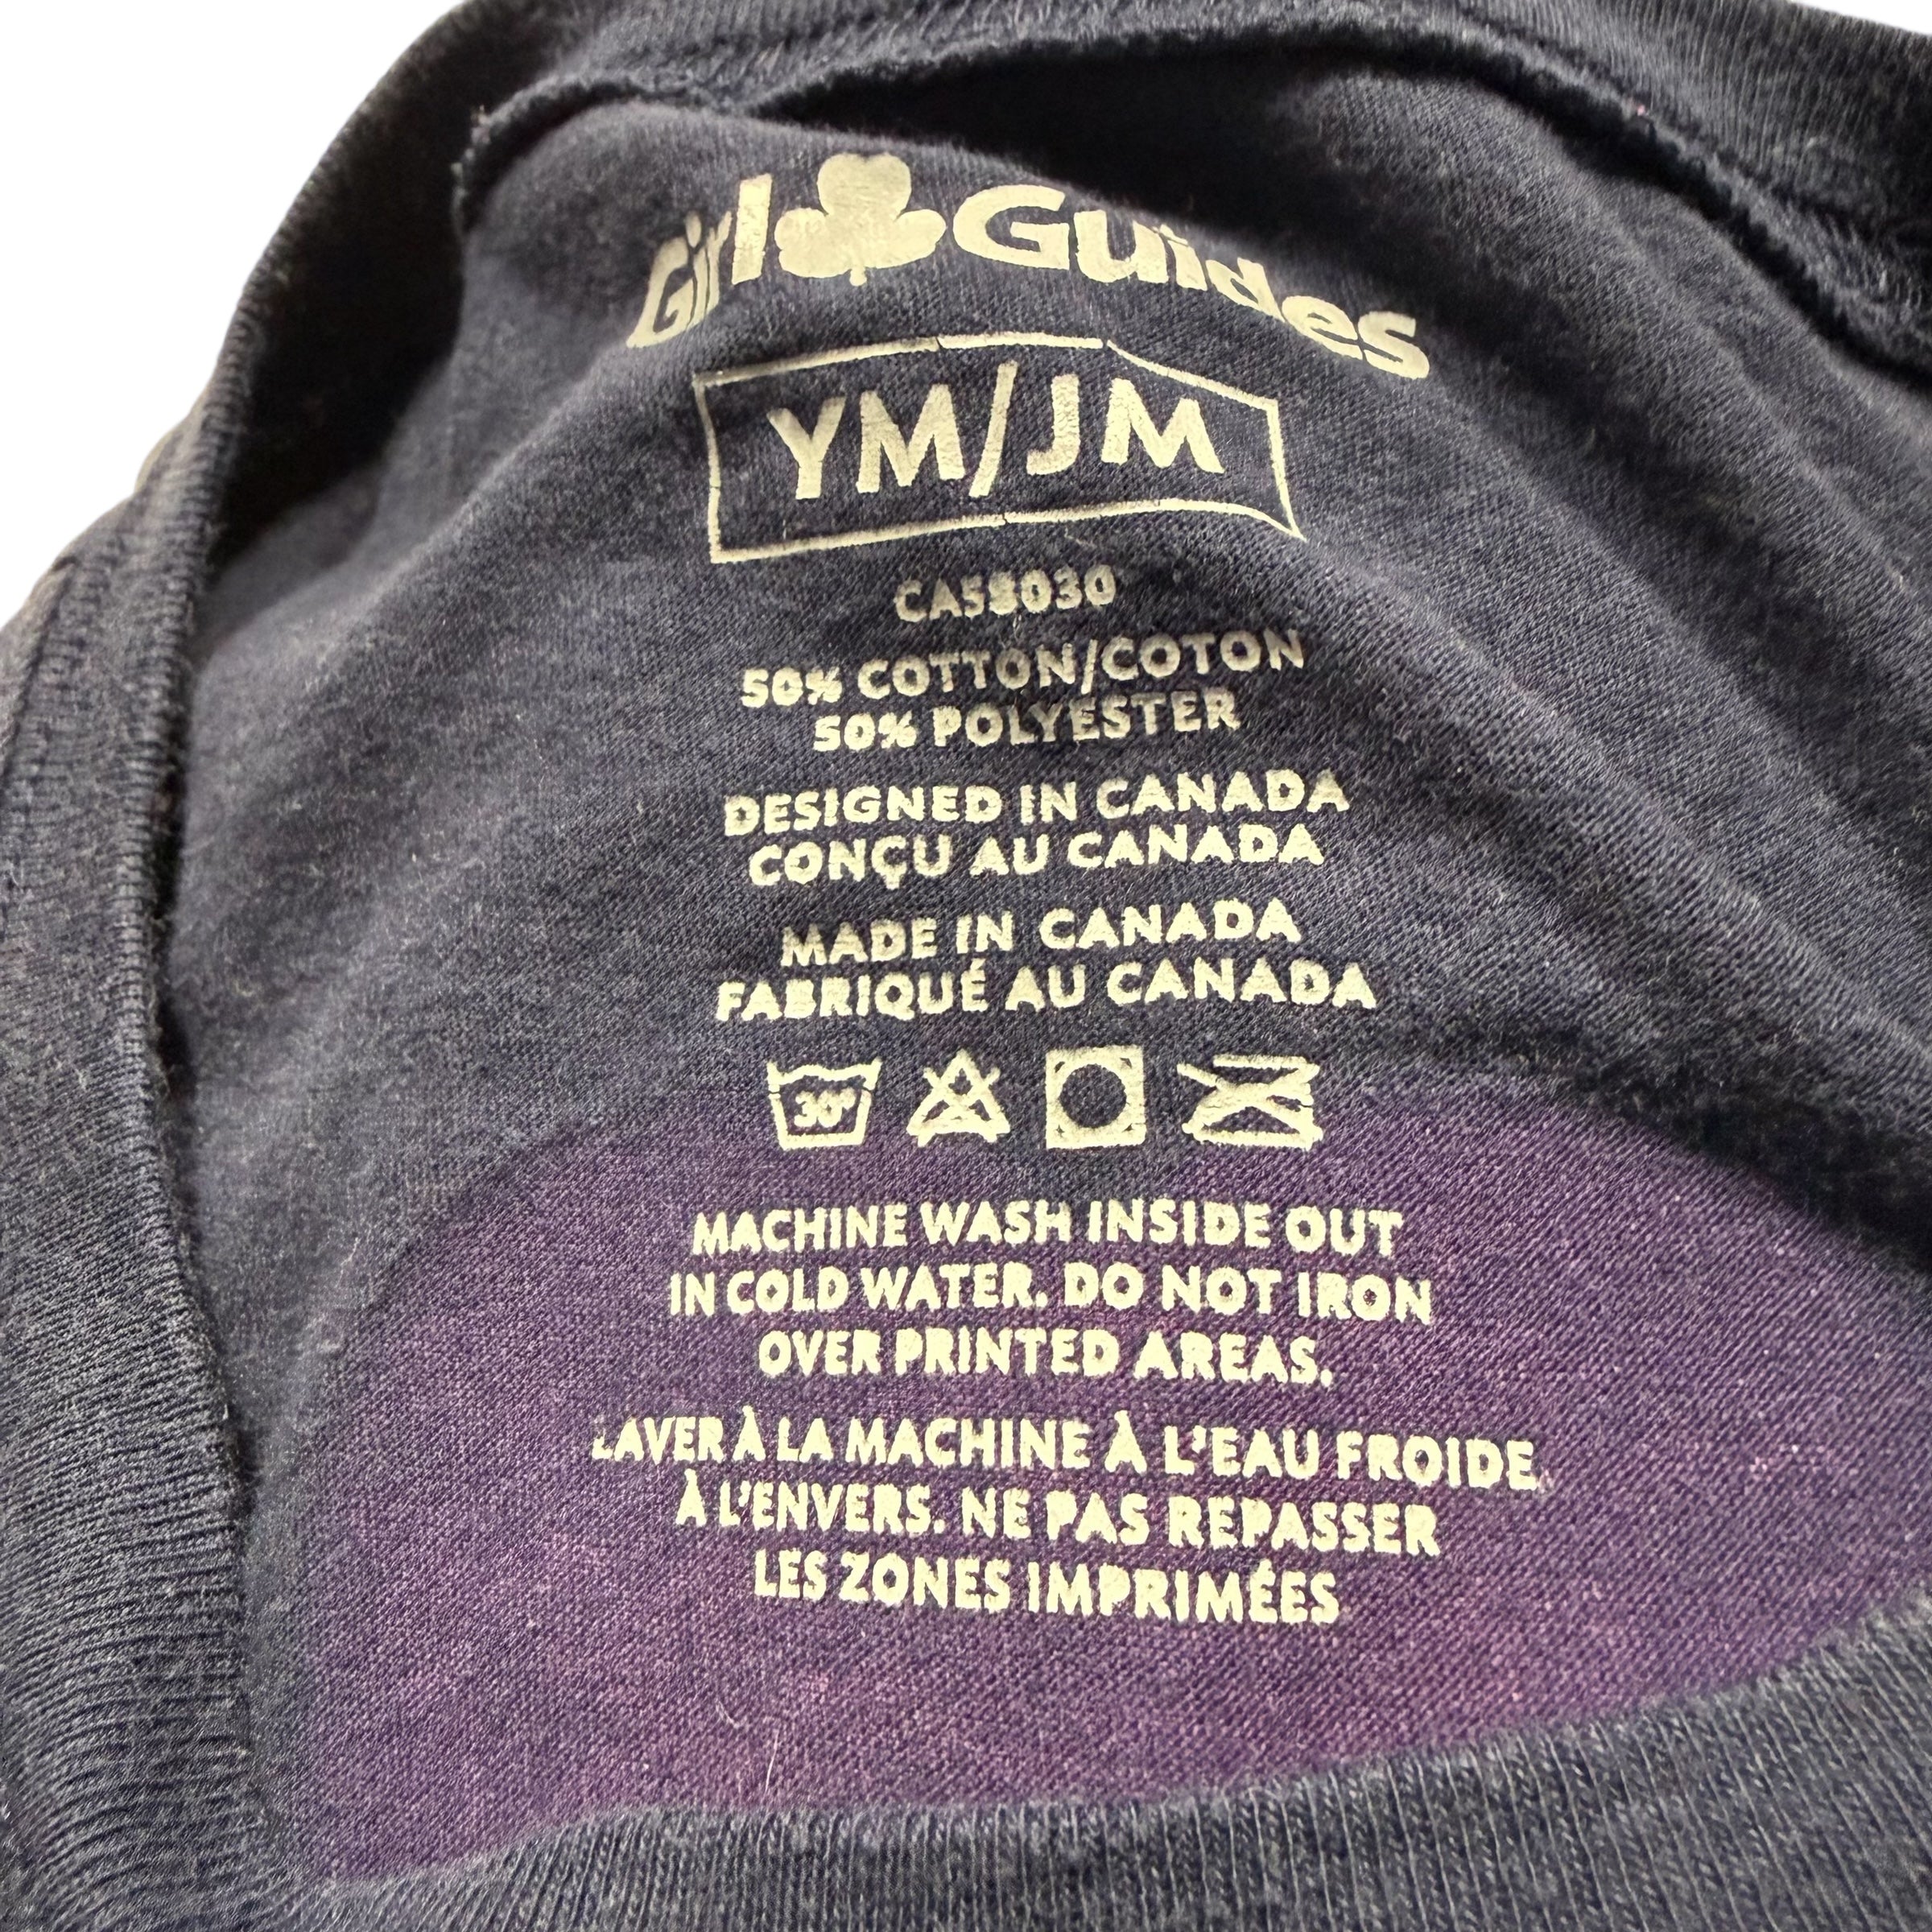 Girl Guides
YM/JM
CA58030
50% COTTON/COTON
50% POLYESTER
DESIGNED IN CANADA
CONÇU AU CANADA
MADE IN CANADA
FABRIQUÉ AU CANADA
30°
MACHINE WASH INSIDE OUT
IN COLD WATER. DO NOT IRON
OVER PRINTED AREAS.
LAVER À LA MACHINE À L'EAU FROIDE
À L'ENVERS. NE PAS REPASSER
LES ZONES IMPRIMÉES